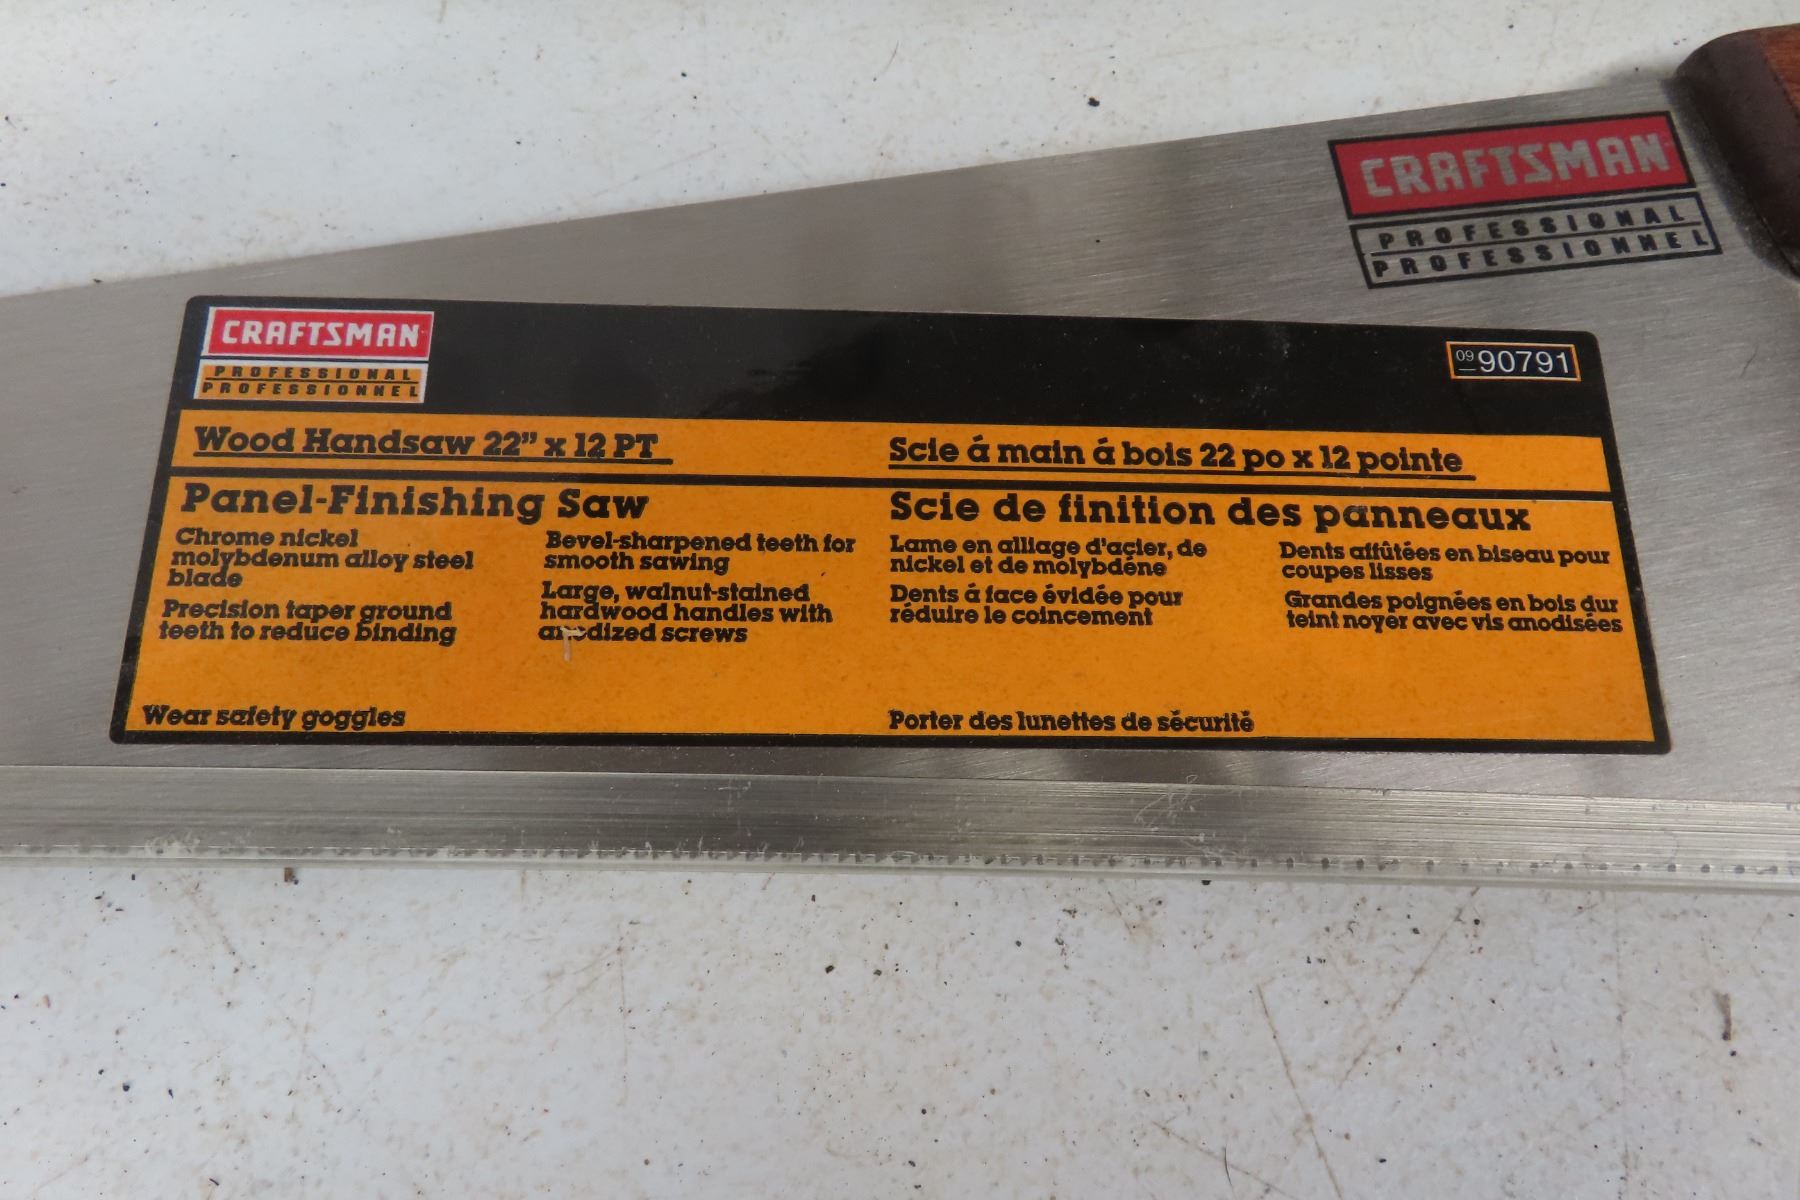 CRAFTSMAN
PROFESSIONAL
PROFESSIONNEL
CRAFTSMAN
PROFESSIONAL
PROFESSIONNEL
09 90791
Wood Handsaw 22" x 12 PT
Panel-Finishing Saw
Chrome nickel
molybdenum alloy steel
blade
Precision taper ground
teeth to reduce binding
Bevel-sharpened teeth for
smooth sawing
Large, walnut-stained
hardwood handles with
anodized screws
Wear safety goggles
Scie á main á bois 22 po x 12 pointe
Scie de finition des panneaux
Lame en alliage d'acier, de
nickel et de molybdéne
Dents á face évidée pour
réduire le coincement
Dents affûtées en biseau pour
coupes lisses
Grandes poignées en bois dur
teint noyer avec vis anodisées
Porter des lunettes de sécurité